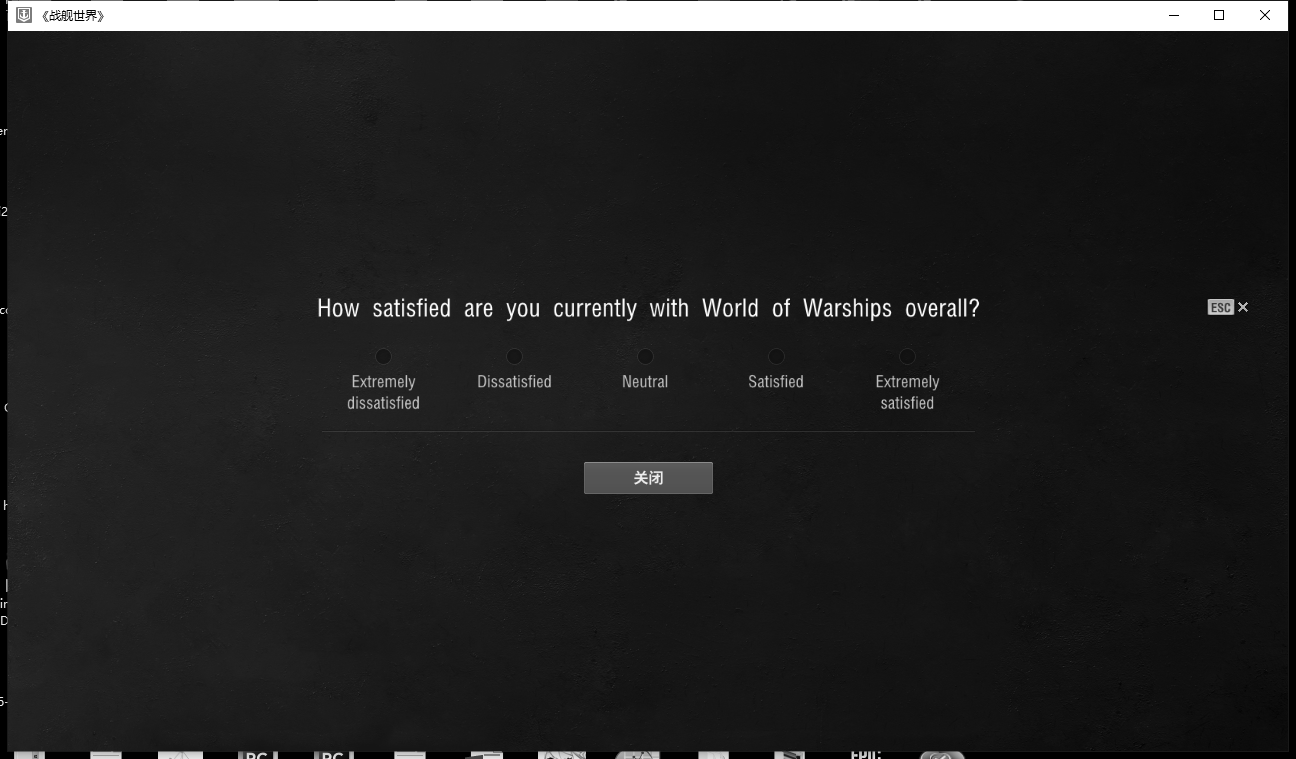 《战舰世界》
How satisfied are you currently with World of Warships overall?
ESC
Extremely dissatisfied
Dissatisfied
Neutral
Satisfied
Extremely satisfied
关闭